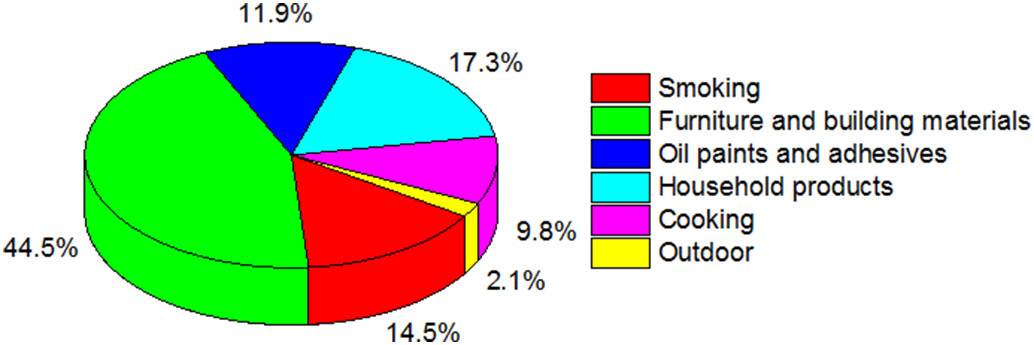 11.9%
17.3%
44.5%
9.8%
2.1%
14.5%
Smoking
Furniture and building materials
Oil paints and adhesives
Household products
Cooking
Outdoor